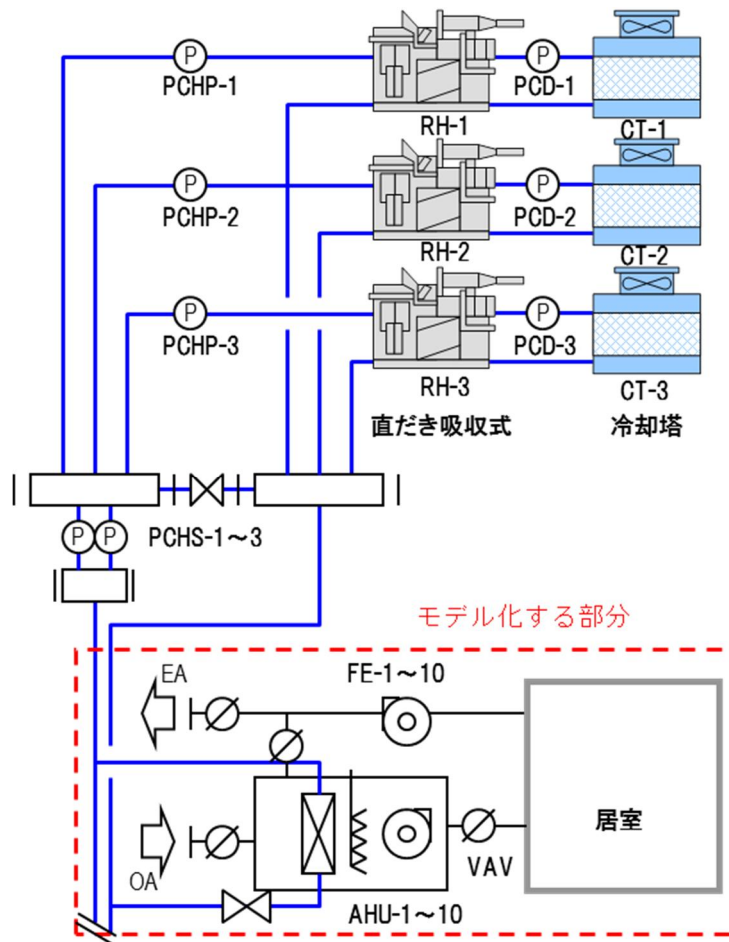 P
PCHP-1
P
PCD-1
RH-1
CT-1
P
PCHP-2
P
PCD-2
RH-2
CT-2
P
PCHP-3
P
PCD-3
RH-3
CT-3
直だき吸収式
冷却塔
P P
PCHS-1～3
モデル化する部分
EA
FE-1～10
居室
OA
VAV
AHU-1～10